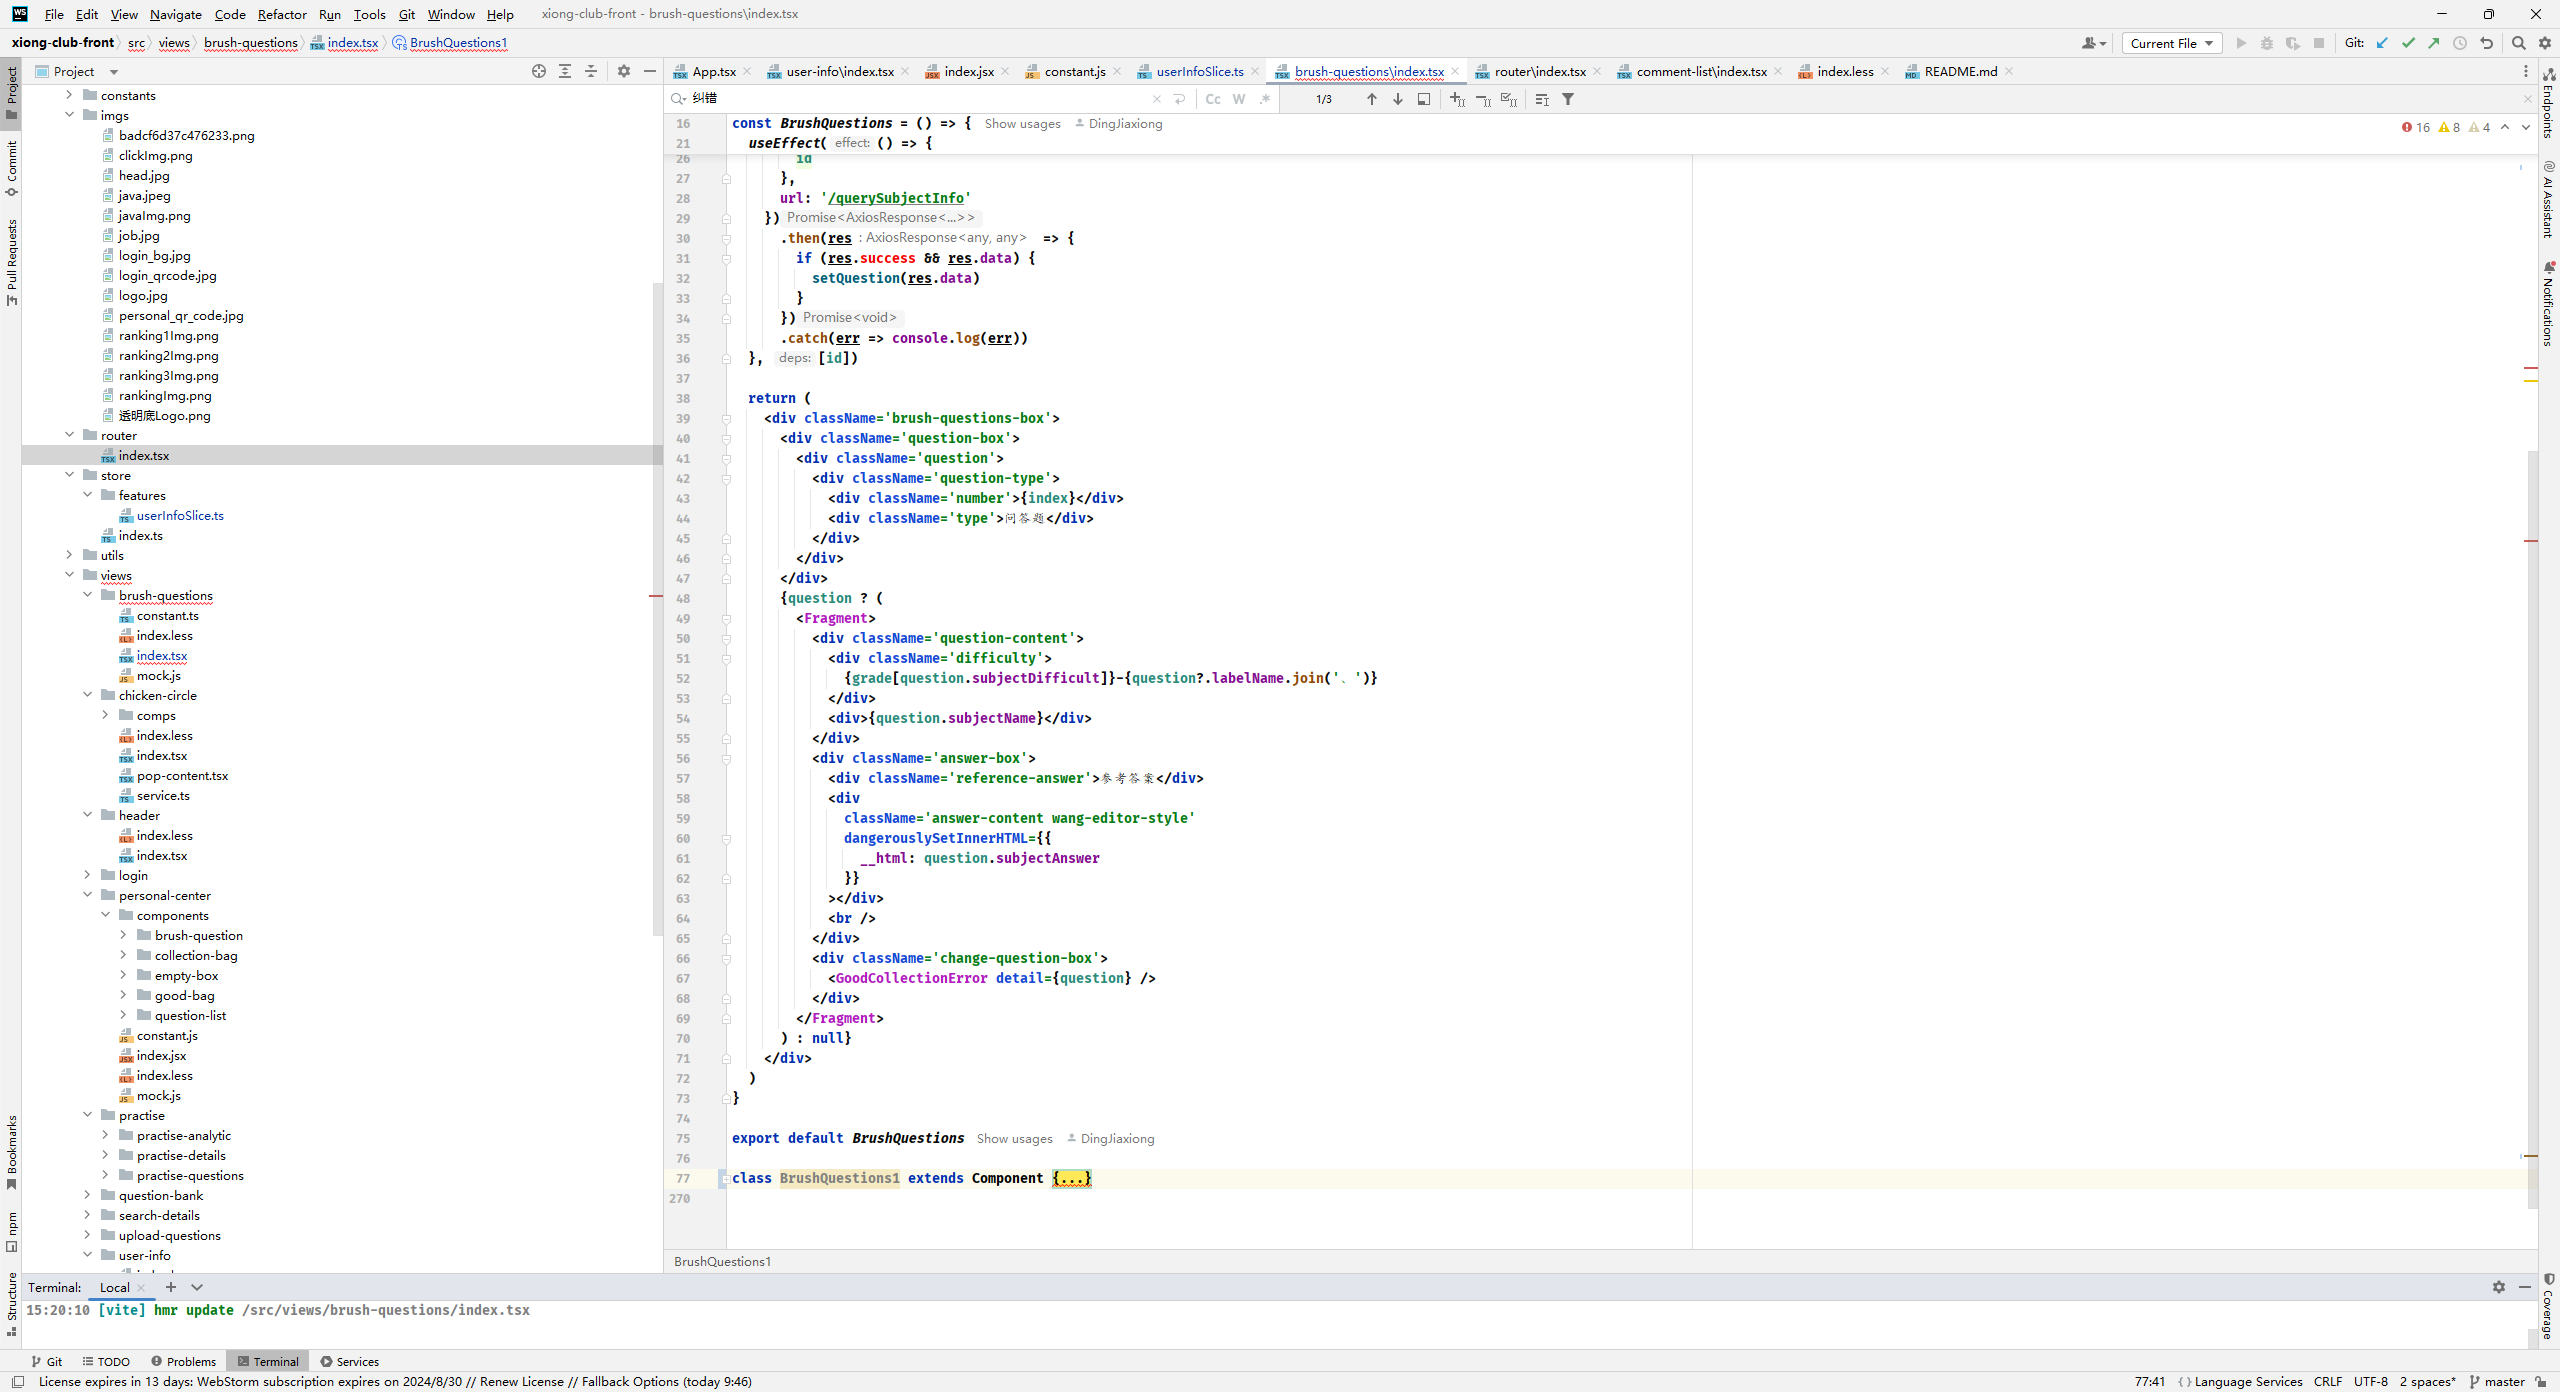 File Edit View Navigate Code Refactor Run Tools Git Window Help xiong-club-front - brush-questions\index.tsx
xiong-club-front src views brush-questions index.tsx BrushQuestions1 Current File Git:
Project
App.tsx user-info\index.tsx index.jsx constant.js userInfoSlice.ts brush-questions\index.tsx router\index.tsx comment-list\index.tsx index.less README.md
纠错 Cc W .* 1/3
Project
Commit
Pull Requests
Bookmarks
npm
Structure
constants
imgs
badcf6d37c476233.png
clickImg.png
head.jpg
java.jpeg
javaImg.png
job.jpg
login_bg.jpg
login_qrcode.jpg
logo.jpg
personal_qr_code.jpg
ranking1Img.png
ranking2Img.png
ranking3Img.png
rankingImg.png
透明底Logo.png
router
index.tsx
store
features
userInfoSlice.ts
index.ts
utils
views
brush-questions
constant.ts
index.less
index.tsx
mock.js
chicken-circle
comps
index.less
index.tsx
pop-content.tsx
service.ts
header
index.less
index.tsx
login
personal-center
components
brush-question
collection-bag
empty-box
good-bag
question-list
constant.js
index.jsx
index.less
mock.js
practise
practise-analytic
practise-details
practise-questions
question-bank
search-details
upload-questions
user-info
16 const BrushQuestions = () => { Show usages DingJiaxiong
16 8 4
21 useEffect( effect: () => {
26 id
27 },
28 url: '/querySubjectInfo'
29 }) Promise<AxiosResponse<...>>
30 .then(res : AxiosResponse<any, any> => {
31 if (res.success && res.data) {
32 setQuestion(res.data)
33 }
34 }) Promise<void>
35 .catch(err => console.log(err))
36 }, deps: [id])
37
38 return (
39 <div className='brush-questions-box'>
40 <div className='question-box'>
41 <div className='question'>
42 <div className='question-type'>
43 <div className='number'>{index}</div>
44 <div className='type'>问答题</div>
45 </div>
46 </div>
47 </div>
48 {question ? (
49 <Fragment>
50 <div className='question-content'>
51 <div className='difficulty'>
52 {grade[question.subjectDifficult]}-{question?.labelName.join('、')}
53 </div>
54 <div>{question.subjectName}</div>
55 </div>
56 <div className='answer-box'>
57 <div className='reference-answer'>参考答案</div>
58 <div
59 className='answer-content wang-editor-style'
60 dangerouslySetInnerHTML={{
61 __html: question.subjectAnswer
62 }}
63 ></div>
64 <br />
65 </div>
66 <div className='change-question-box'>
67 <GoodCollectionError detail={question} />
68 </div>
69 </Fragment>
70 ) : null}
71 </div>
72 )
73 }
74
75 export default BrushQuestions Show usages DingJiaxiong
76
77 class BrushQuestions1 extends Component {...}
270
BrushQuestions1
Endpoints
AI Assistant
Notifications
Coverage
Terminal: Local
15:20:10 [vite] hmr update /src/views/brush-questions/index.tsx
Git TODO Problems Terminal Services
License expires in 13 days: WebStorm subscription expires on 2024/8/30 // Renew License // Fallback Options (today 9:46) 77:41 Language Services CRLF UTF-8 2 spaces* master